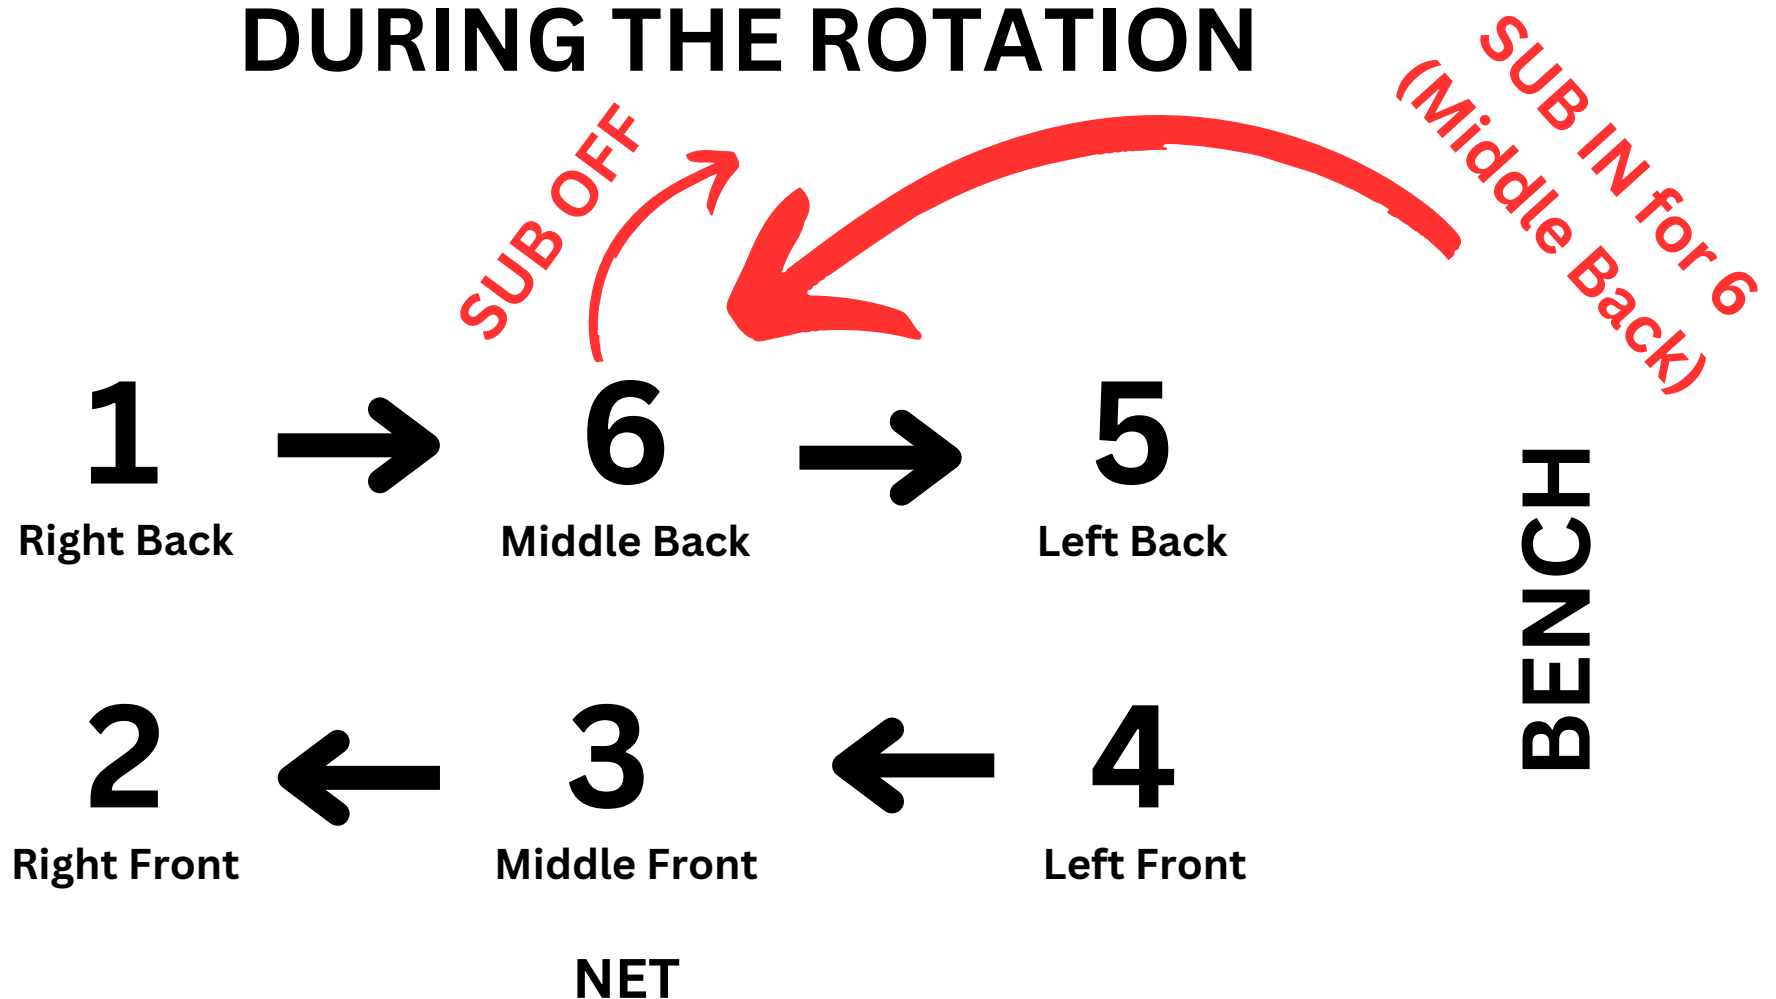 DURING THE ROTATION
SUB OFF
SUB IN for 6
(Middle Back)
1
6
5
Right Back
Middle Back
Left Back
BENCH
2
3
4
Right Front
Middle Front
Left Front
NET